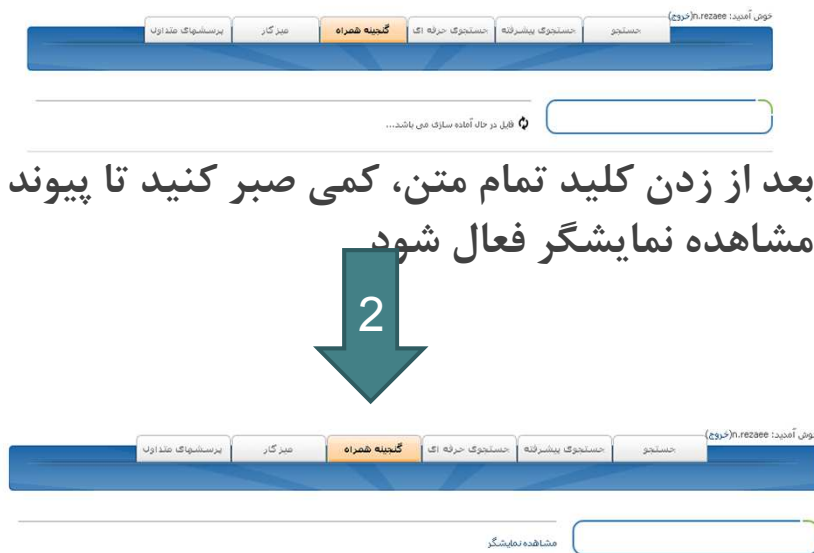 خوش آمدید: n.rezaee(خروج)
جستجو جستجوی پیشرفته جستجوی حرفه ای گنجینه همراه میز کار پرسشهای متداول
فایل در حال آماده سازی می باشد...
بعد از زدن کلید تمام متن، کمی صبر کنید تا پیوند
مشاهده نمایشگر فعال شود
2
خوش آمدید: n.rezaee(خروج)
جستجو جستجوی پیشرفته جستجوی حرفه ای گنجینه همراه میز کار پرسشهای متداول
مشاهده نمایشگر